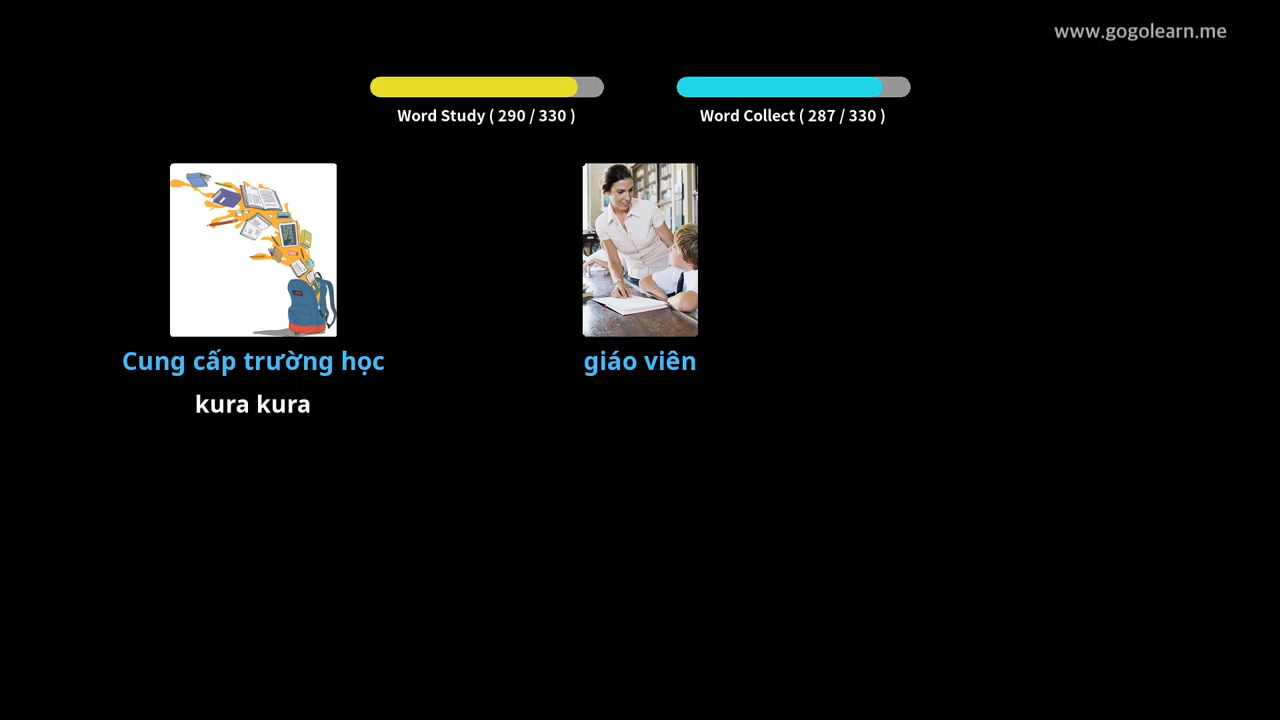 www.gogolearn.me
Word Study ( 290 / 330 )
Word Collect ( 287 / 330 )
Cung cấp trường học
giáo viên
kura kura